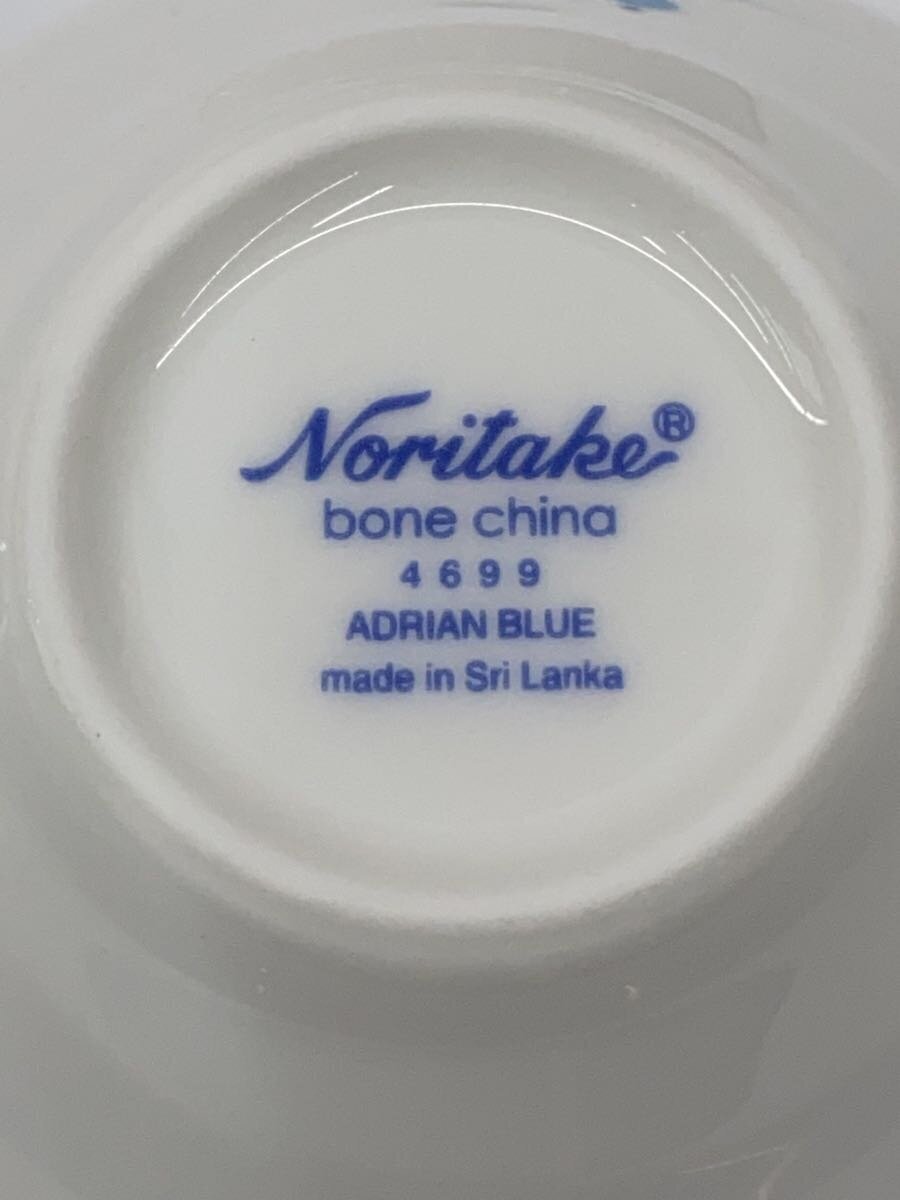 Noritake®
bone china
4699
ADRIAN BLUE
made in Sri Lanka